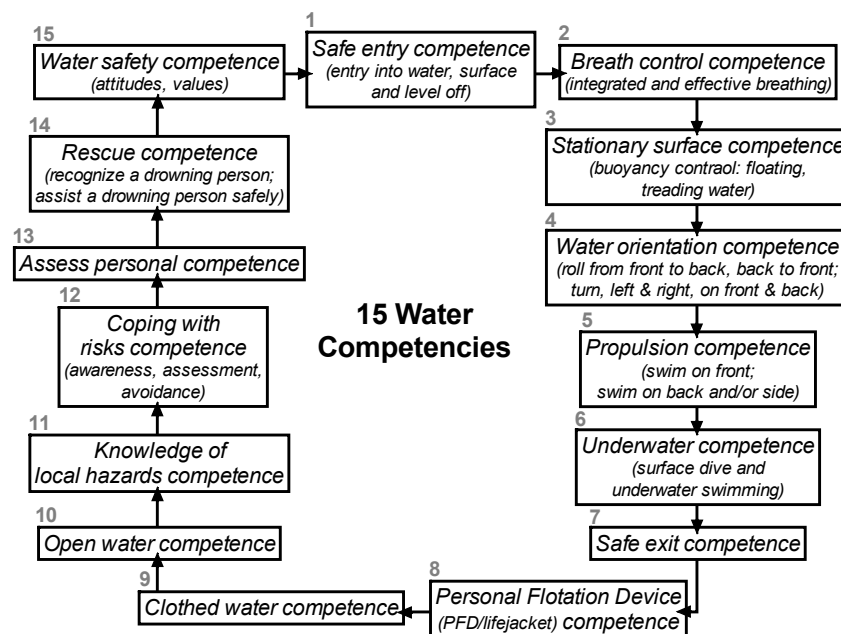 1
Safe entry competence
(entry into water, surface
and level off)
2
Breath control competence
(integrated and effective breathing)
3
Stationary surface competence
(buoyancy contraol: floating,
treading water)
4
Water orientation competence
(roll from front to back, back to front;
turn, left & right, on front & back)
5
Propulsion competence
(swim on front;
swim on back and/or side)
6
Underwater competence
(surface dive and
underwater swimming)
7
Safe exit competence
8
Personal Flotation Device
(PFD/lifejacket) competence
9
Clothed water competence
10
Open water competence
11
Knowledge of
local hazards competence
12
Coping with
risks competence
(awareness, assessment,
avoidance)
13
Assess personal competence
14
Rescue competence
(recognize a drowning person;
assist a drowning person safely)
15
Water safety competence
(attitudes, values)
15 Water
Competencies